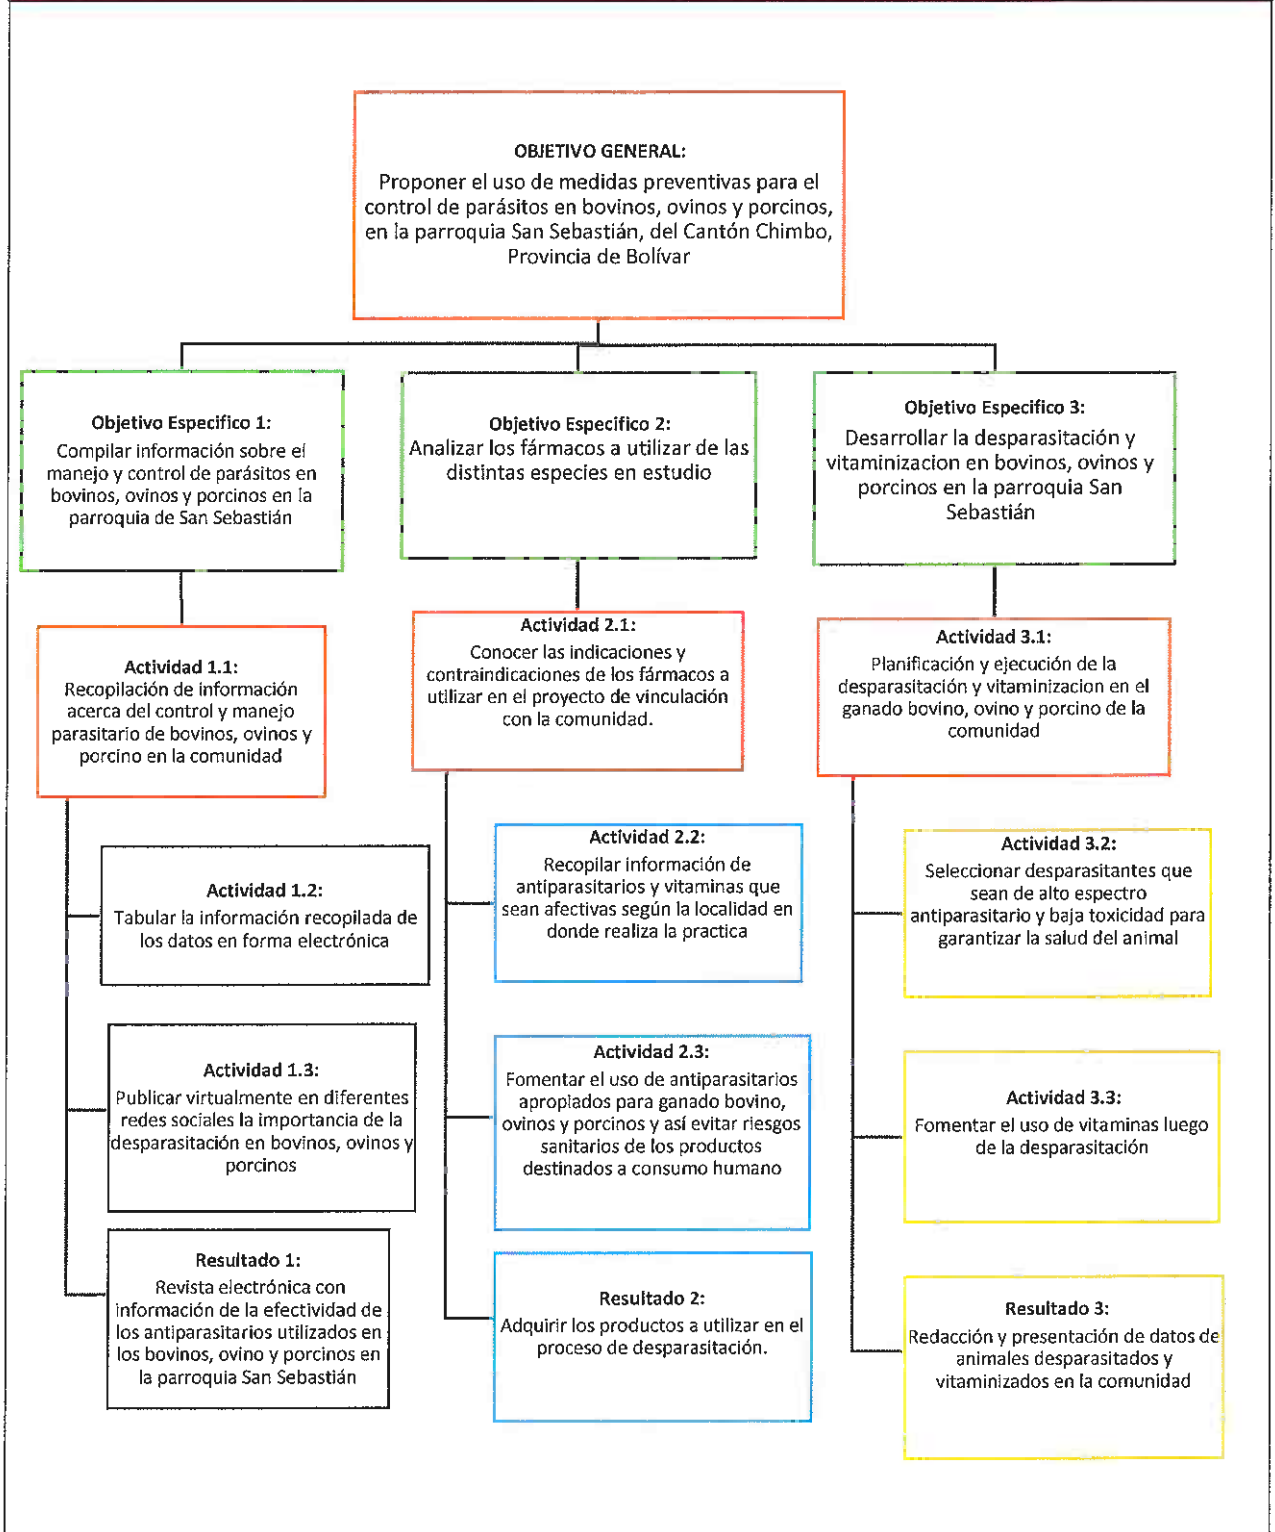 OBJETIVO GENERAL:
Proponer el uso de medidas preventivas para el
control de parásitos en bovinos, ovinos y porcinos,
en la parroquia San Sebastián, del Cantón Chimbo,
Provincia de Bolívar
Objetivo Especifico 1:
Compilar información sobre el
manejo y control de parásitos en
bovinos, ovinos y porcinos en la
parroquia de San Sebastián
Objetivo Especifico 2:
Analizar los fármacos a utilizar de las
distintas especies en estudio
Objetivo Especifico 3:
Desarrollar la desparasitación y
vitaminizacion en bovinos, ovinos y
porcinos en la parroquia San
Sebastián
Actividad 1.1:
Recopilación de información
acerca del control y manejo
parasitario de bovinos, ovinos y
porcino en la comunidad
Actividad 2.1:
Conocer las indicaciones y
contraindicaciones de los fármacos a
utilizar en el proyecto de vinculación
con la comunidad.
Actividad 3.1:
Planificación y ejecución de la
desparasitación y vitaminizacion en el
ganado bovino, ovino y porcino de la
comunidad
Actividad 1.2:
Tabular la información recopilada de
los datos en forma electrónica
Actividad 2.2:
Recopilar información de
antiparasitarios y vitaminas que
sean afectivas según la localidad en
donde realiza la practica
Actividad 3.2:
Seleccionar desparasitantes que
sean de alto espectro
antiparasitario y baja toxicidad para
garantizar la salud del animal
Actividad 1.3:
Publicar virtualmente en diferentes
redes sociales la importancia de la
desparasitación en bovinos, ovinos y
porcinos
Actividad 2.3:
Fomentar el uso de antiparasitarios
apropiados para ganado bovino,
ovinos y porcinos y así evitar riesgos
sanitarios de los productos
destinados a consumo humano
Actividad 3.3:
Fomentar el uso de vitaminas luego
de la desparasitación
Resultado 1:
Revista electrónica con
información de la efectividad de
los antiparasitarios utilizados en
los bovinos, ovino y porcinos en
la parroquia San Sebastián
Resultado 2:
Adquirir los productos a utilizar en el
proceso de desparasitación.
Resultado 3:
Redacción y presentación de datos de
animales desparasitados y
vitaminizados en la comunidad